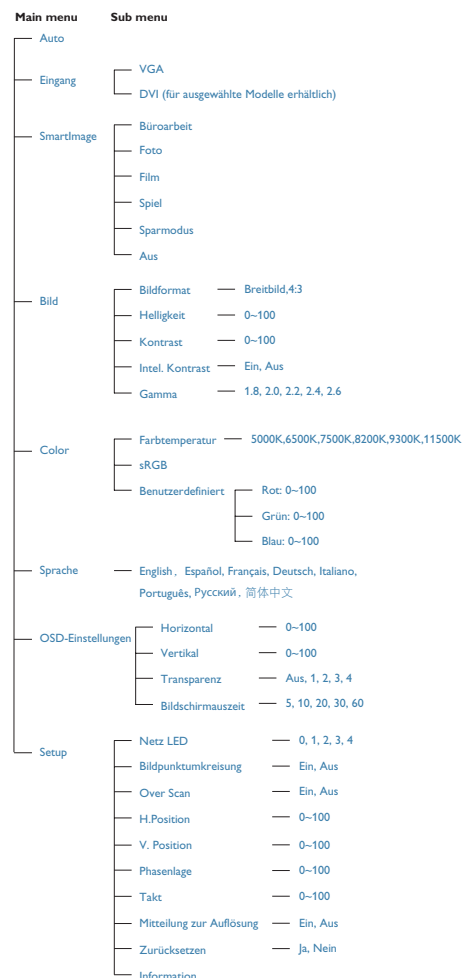 Main menu Sub menu
Auto
Eingang
VGA
DVI (für ausgewählte Modelle erhältlich)
SmartImage
Büroarbeit
Foto
Film
Spiel
Sparmodus
Aus
Bild
Bildformat Breitbild,4:3
Helligkeit 0~100
Kontrast 0~100
Intel. Kontrast Ein, Aus
Gamma 1.8, 2.0, 2.2, 2.4, 2.6
Color
Farbtemperatur 5000K,6500K,7500K,8200K,9300K,11500K
sRGB
Benutzerdefiniert Rot: 0~100
Grün: 0~100
Blau: 0~100
Sprache English, Español, Français, Deutsch, Italiano,
Português, Русский, 简体中文
OSD-Einstellungen
Horizontal 0~100
Vertikal 0~100
Transparenz Aus, 1, 2, 3, 4
Bildschirmauszeit 5, 10, 20, 30, 60
Setup
Netz LED 0, 1, 2, 3, 4
Bildpunktumkreisung Ein, Aus
Over Scan Ein, Aus
H.Position 0~100
V. Position 0~100
Phasenlage 0~100
Takt 0~100
Mitteilung zur Auflösung Ein, Aus
Zurücksetzen Ja, Nein
Information